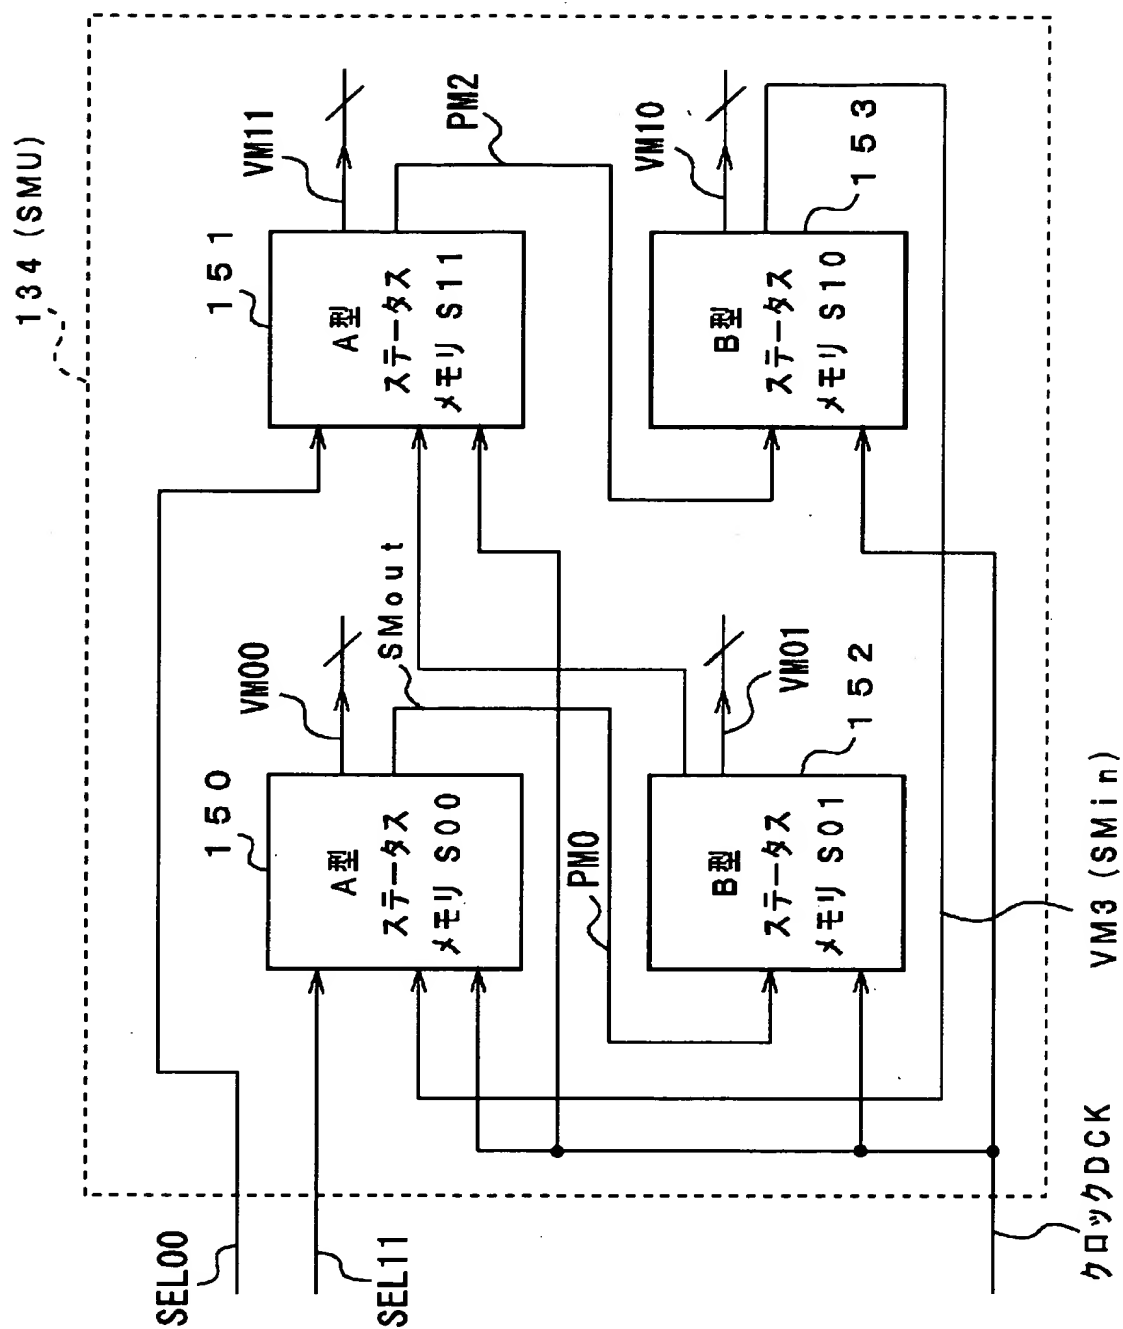 134 (SMU)
SEL00
SEL11
150
A型
ステータス
メモリ S00
VM00
SMout
151
A型
ステータス
メモリ S11
VM11
PM2
PM0
B型
ステータス
メモリ S01
VM01
152
B型
ステータス
メモリ S10
VM10
153
VM3 (SMin)
クロックDCK